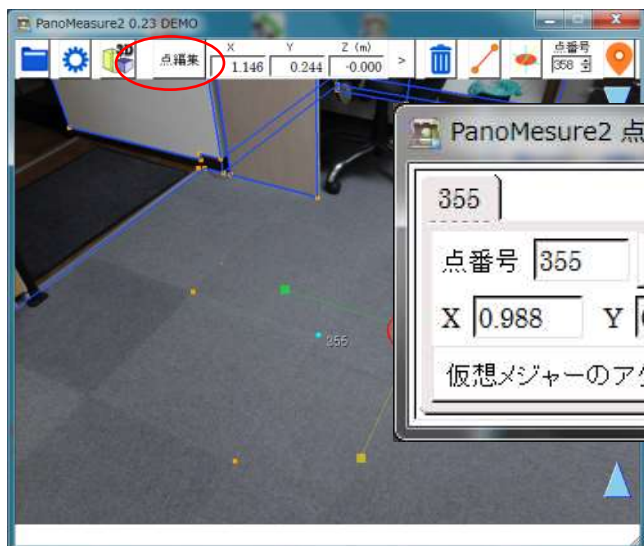 PanoMeasure2 0.23 DEMO
3D
点編集
X Y Z (m)
1.146 0.244 -0.000
>
点番号
358
355
PanoMesure2 点
355
点番号 355
X 0.988 Y
仮想メジャーのア